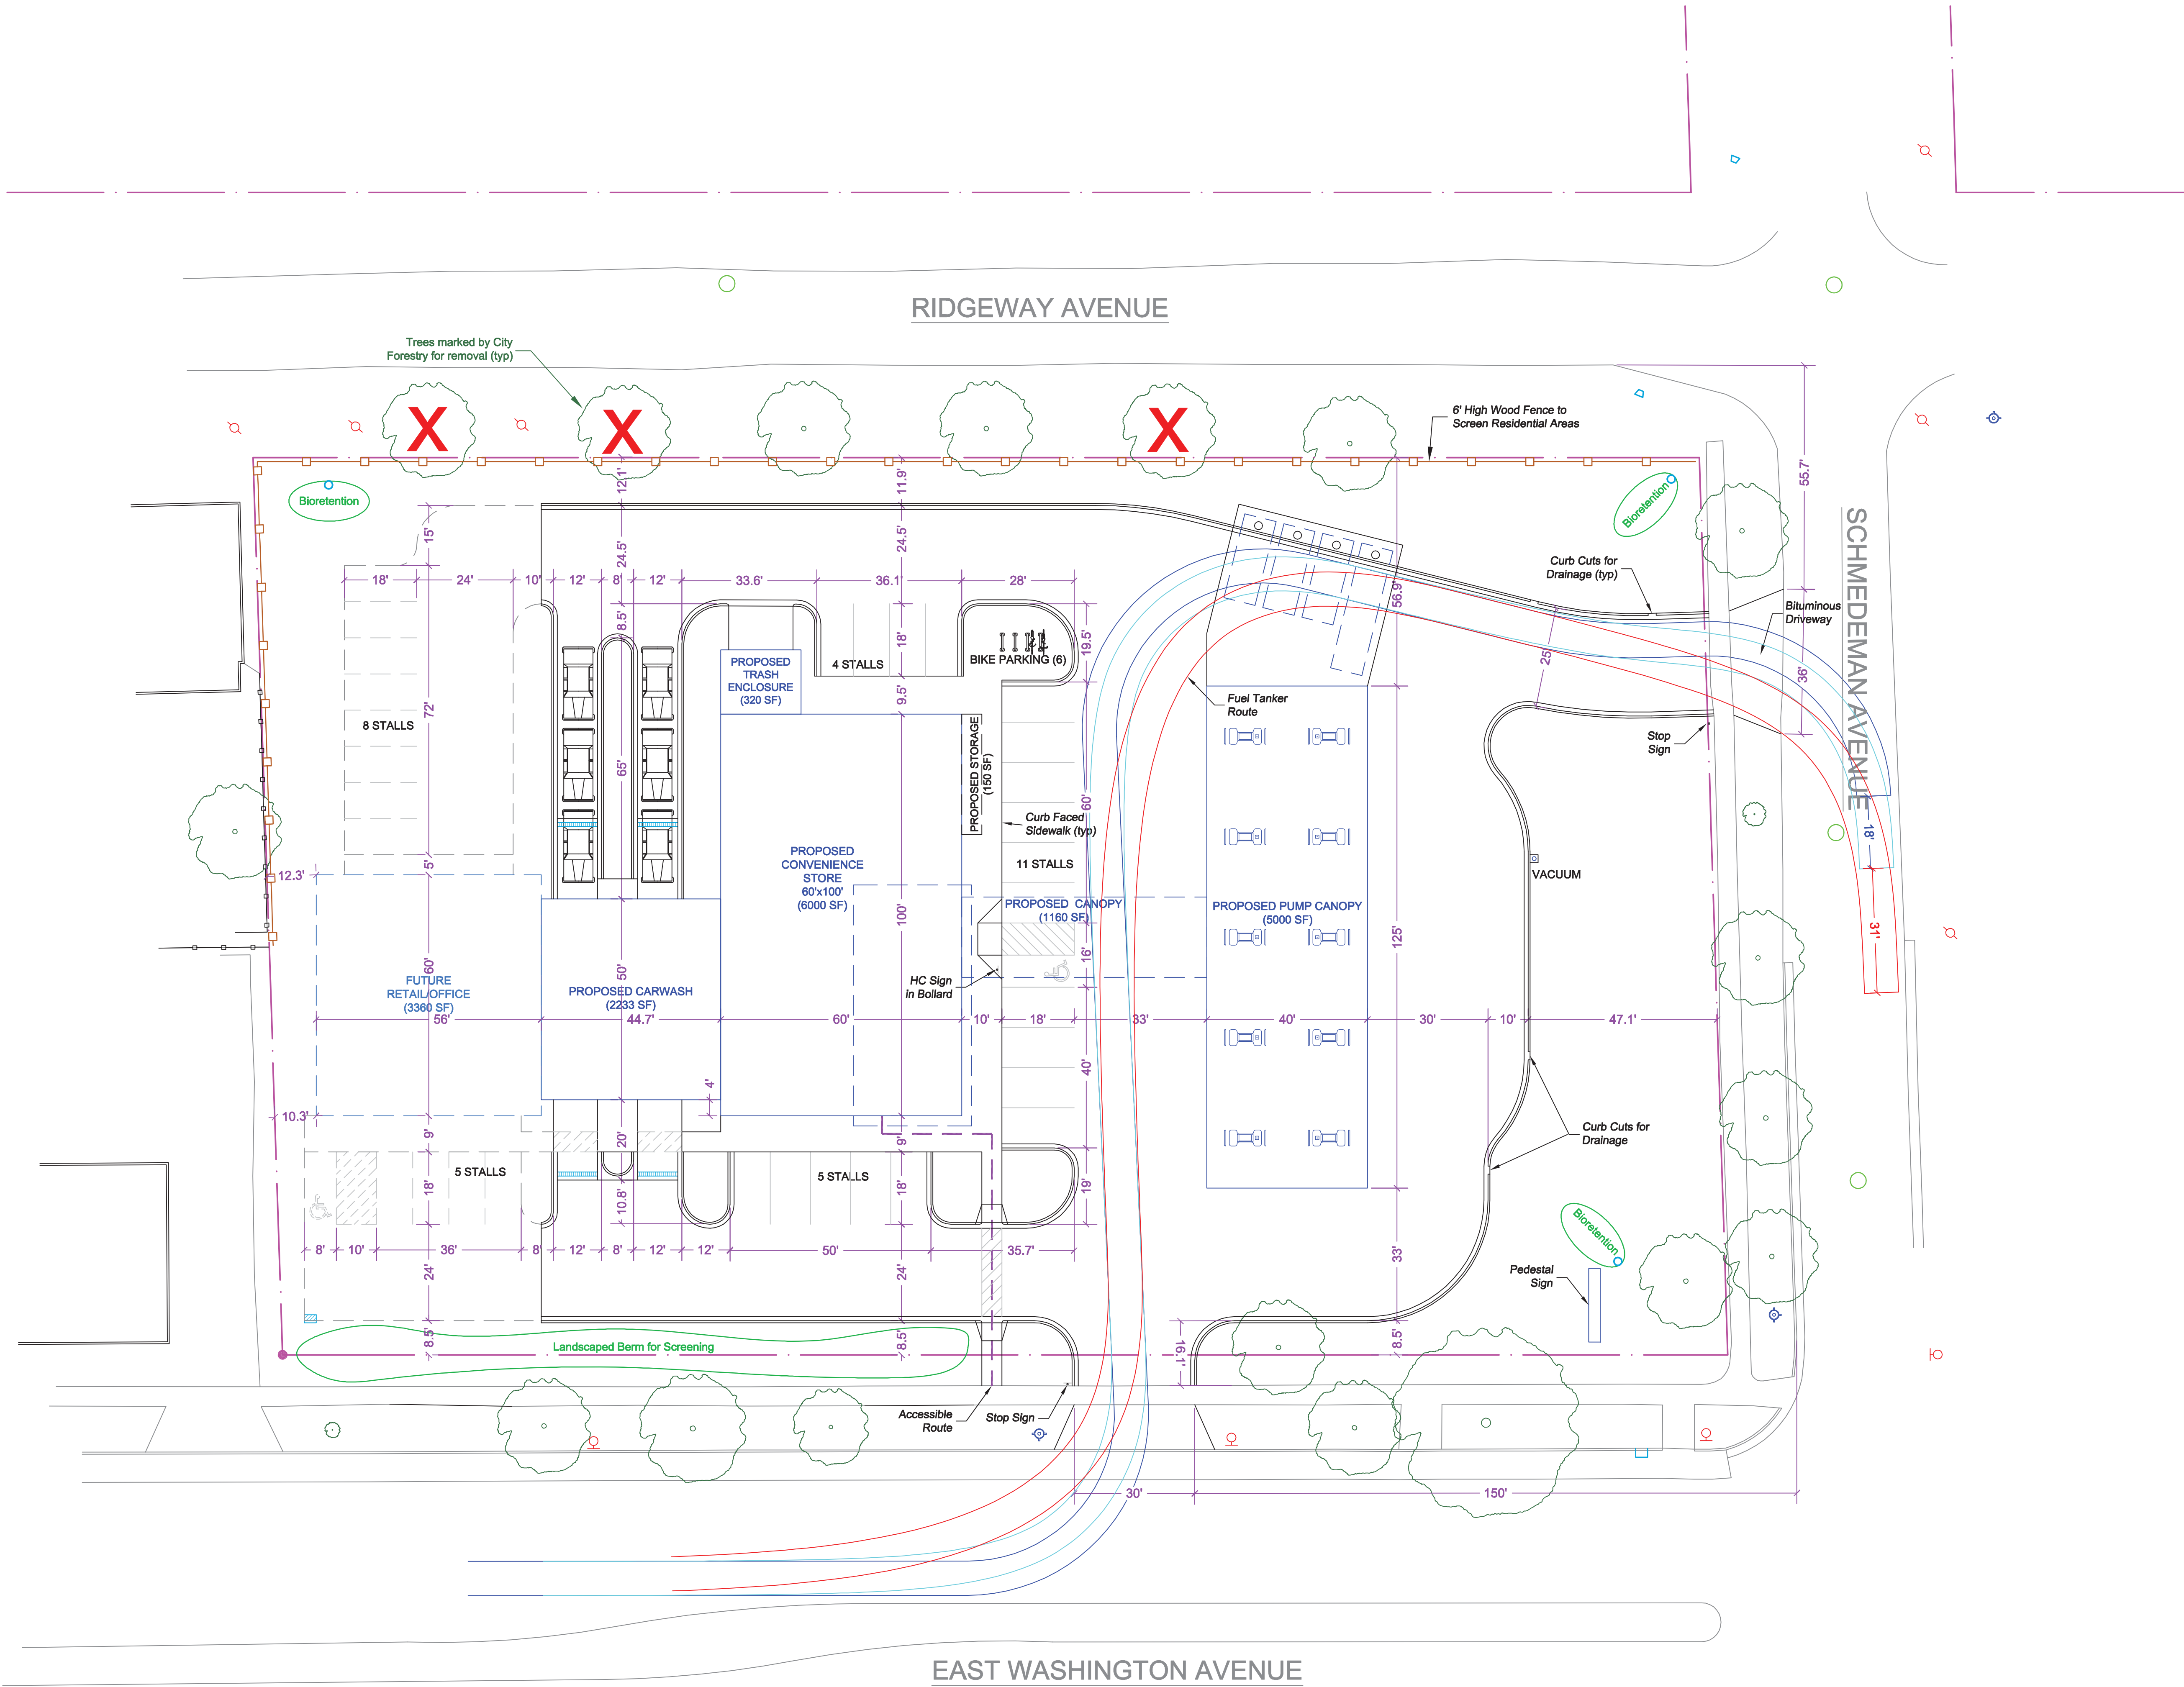 RIDGEWAY AVENUE
Trees marked by City
Forestry for removal (typ)
X
X
X
6' High Wood Fence to
Screen Residential Areas
55.7'
Bioretention
Bioretention
12.1'
11.9'
15'
24.5'
24.5'
56.9'
Curb Cuts for
Drainage (typ)
18'
24'
10'
12'
8'
12'
33.6'
36.1'
28'
Bituminous
Driveway
SCHMEDEMAN AVENUE
8.5'
18'
19.5'
4 STALLS
BIKE PARKING (6)
25'
36'
PROPOSED
TRASH
ENCLOSURE
(320 SF)
9.5'
Fuel Tanker
Route
8 STALLS
72'
65'
PROPOSED STORAGE
(150 SF)
Stop
Sign
60'
Curb Faced
Sidewalk (typ)
11 STALLS
18'
5'
12.3'
PROPOSED
CONVENIENCE
STORE
60'x100'
(6000 SF)
VACUUM
100'
PROPOSED CANOPY
(1160 SF)
PROPOSED PUMP CANOPY
(5000 SF)
31'
125'
16'
60'
50'
FUTURE
RETAIL/OFFICE
(3360 SF)
PROPOSED CARWASH
(2233 SF)
HC Sign
in Bollard
56'
44.7'
60'
10'
18'
33'
40'
30'
10'
47.1'
40'
4'
10.3'
9'
20'
9'
Curb Cuts for
Drainage
5 STALLS
5 STALLS
18'
10.8'
18'
19'
Bioretention
8'
10'
36'
8'
12'
8'
12'
12'
50'
35.7'
24'
24'
33'
Pedestal
Sign
8.5'
8.5'
16.1'
8.5'
Landscaped Berm for Screening
Accessible
Route
Stop Sign
30'
150'
EAST WASHINGTON AVENUE